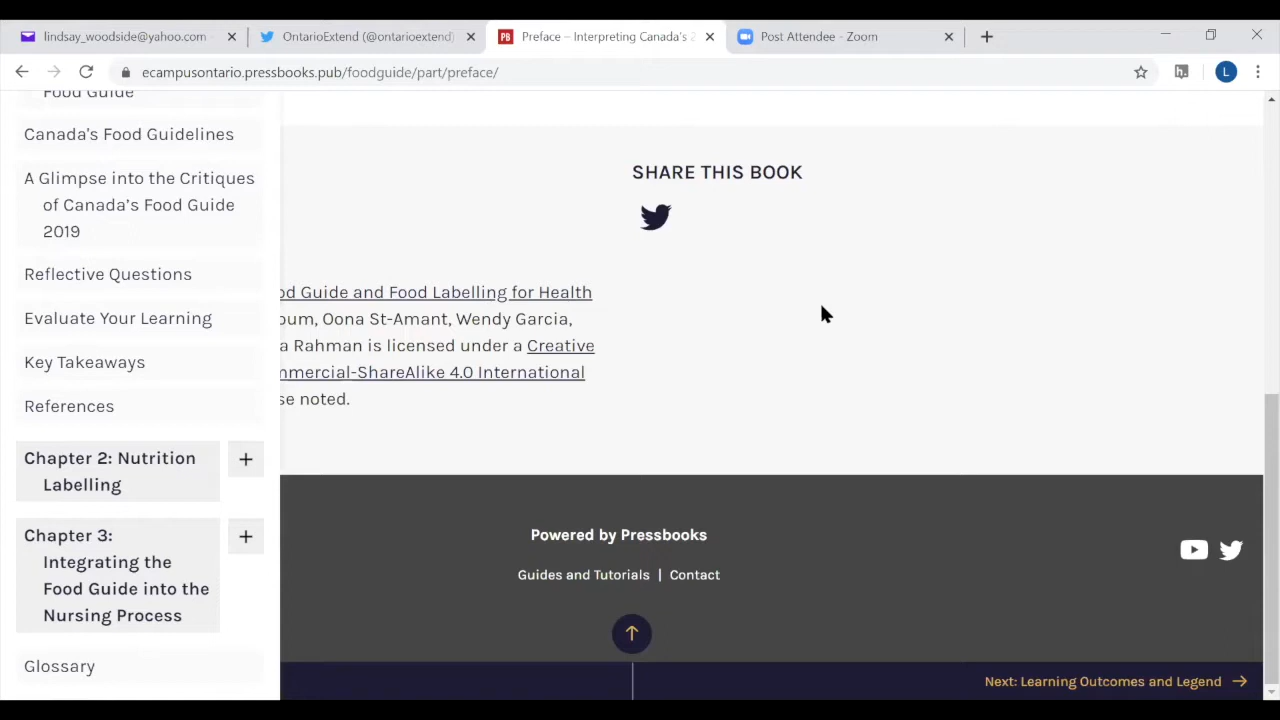 lindsay_woodside@yahoo.com -
OntarioExtend (@ontarioextend)
PB
Preface – Interpreting Canada's 2
Post Attendee - Zoom
ecampusontario.pressbooks.pub/foodguide/part/preface/
L
Food Guide
Canada's Food Guidelines
A Glimpse into the Critiques
of Canada's Food Guide
2019
Reflective Questions
Evaluate Your Learning
Key Takeaways
References
Chapter 2: Nutrition
Labelling
Chapter 3:
Integrating the
Food Guide into the
Nursing Process
Glossary
SHARE THIS BOOK
od Guide and Food Labelling for Health
oum, Oona St-Amant, Wendy Garcia,
a Rahman is licensed under a Creative
mmercial-ShareAlike 4.0 International
se noted.
Powered by Pressbooks
Guides and Tutorials | Contact
Next: Learning Outcomes and Legend →